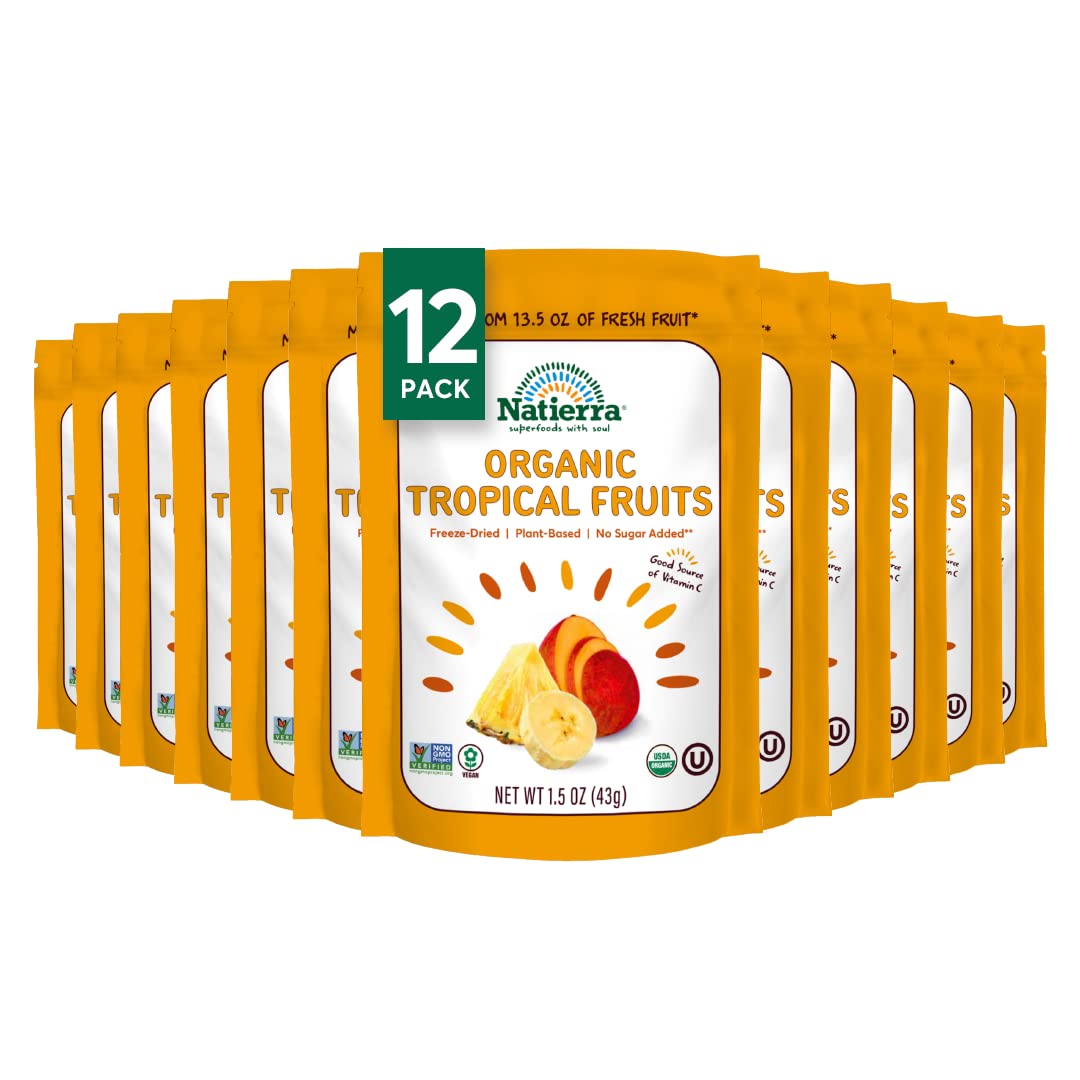 12
PACK
OM 13.5 OZ OF FRESH FRUIT*
Natierra®
superfoods with soul
ORGANIC
TROPICAL FRUITS
Freeze-Dried | Plant-Based | No Sugar Added**
Good Source
of Vitamin C
NON
GMO
Project
VERIFIED
nongmoproject.org
VEGAN
USDA
ORGANIC
U
NET WT 1.5 OZ (43g)